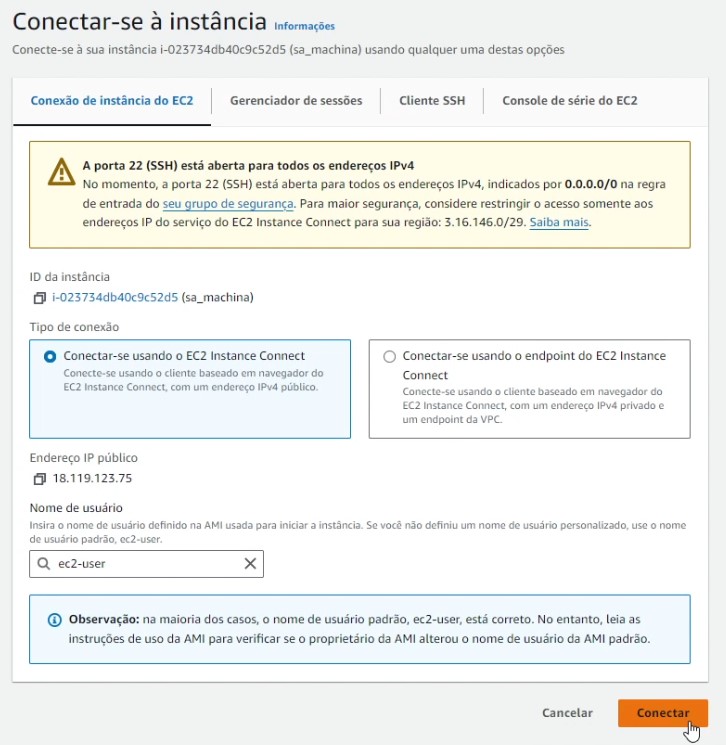 Conectar-se à instância Informações
Conecte-se à sua instância i-023734db40c9c52d5 (sa_machina) usando qualquer uma destas opções
Conexão de instância do EC2
Gerenciador de sessões
Cliente SSH
Console de série do EC2
A porta 22 (SSH) está aberta para todos os endereços IPv4
No momento, a porta 22 (SSH) está aberta para todos os endereços IPv4, indicados por 0.0.0.0/0 na regra
de entrada do seu grupo de segurança. Para maior segurança, considere restringir o acesso somente aos
endereços IP do serviço do EC2 Instance Connect para sua região: 3.16.146.0/29. Saiba mais.
ID da instância
i-023734db40c9c52d5 (sa_machina)
Tipo de conexão
Conectar-se usando o EC2 Instance Connect
Conecte-se usando o cliente baseado em navegador do
EC2 Instance Connect, com um endereço IPv4 público.
Conectar-se usando o endpoint do EC2 Instance
Connect
Conecte-se usando o cliente baseado em navegador do
EC2 Instance Connect, com um endereço IPv4 privado e
um endpoint da VPC.
Endereço IP público
18.119.123.75
Nome de usuário
Insira o nome de usuário definido na AMI usada para iniciar a instância. Se você não definiu um nome de usuário personalizado, use o nome
de usuário padrão, ec2-user.
ec2-user
Observação: na maioria dos casos, o nome de usuário padrão, ec2-user, está correto. No entanto, leia as
instruções de uso da AMI para verificar se o proprietário da AMI alterou o nome de usuário da AMI padrão.
Cancelar
Conectar